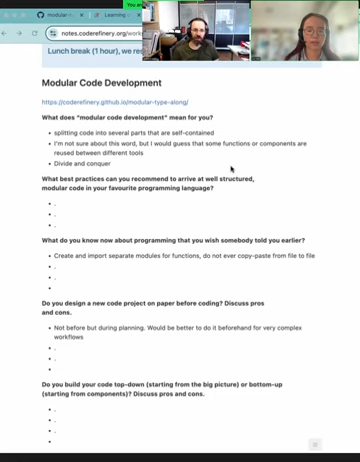 You are
modular-
Learning
notes.coderefinery.org/work
Lunch break (1 hour), we res
Modular Code Development
https://coderefinery.github.io/modular-type-along/
What does "modular code development" mean for you?
• splitting code into several parts that are self-contained
• I'm not sure about this word, but I would guess that some functions or components are
reused between different tools
• Divide and conquer
What best practices can you recommend to arrive at well structured,
modular code in your favourite programming language?
• .
• .
• .
What do you know now about programming that you wish somebody told you earlier?
• Create and import separate modules for functions, do not ever copy-paste from file to file
• .
• .
•
Do you design a new code project on paper before coding? Discuss pros
and cons.
• Not before but during planning. Would be better to do it beforehand for very complex
workflows
• .
• .
•
Do you build your code top-down (starting from the big picture) or bottom-up
(starting from components)? Discuss pros and cons.
• .
• .
• .
•